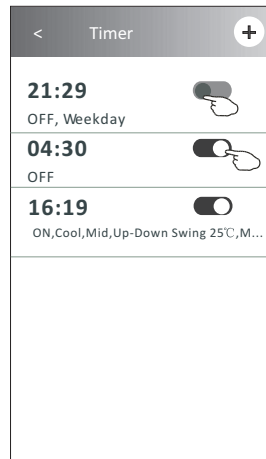 < Timer +
21:29
OFF, Weekday
04:30
OFF
16:19
ON,Cool,Mid,Up-Down Swing 25℃,M...